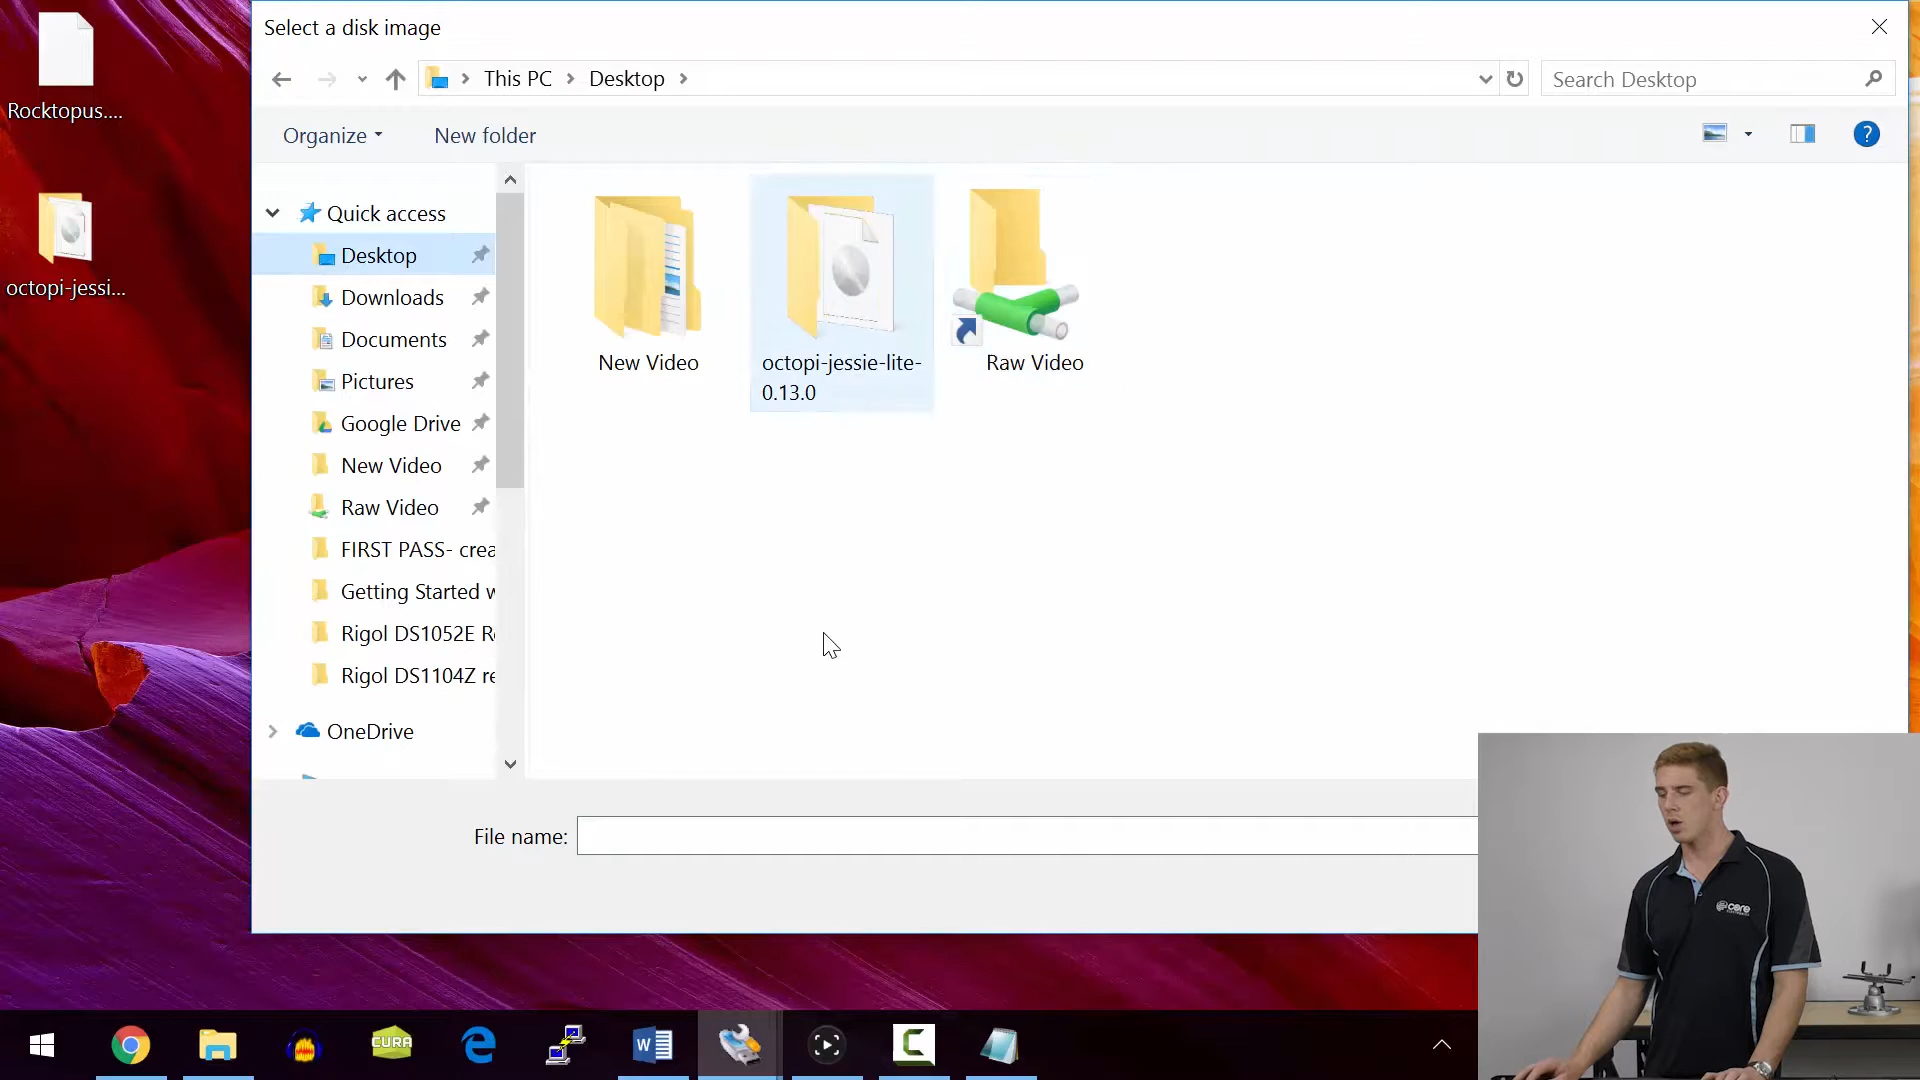 Select a disk image
Rocktopus....
octopi-jessi...
This PC
Desktop
Search Desktop
Organize
New folder
?
Quick access
Desktop
Downloads
Documents
Pictures
Google Drive
New Video
Raw Video
FIRST PASS- crea
Getting Started w
Rigol DS1052E R
Rigol DS1104Z re
OneDrive
New Video
octopi-jessie-lite-
0.13.0
Raw Video
File name:
core
CURA
W